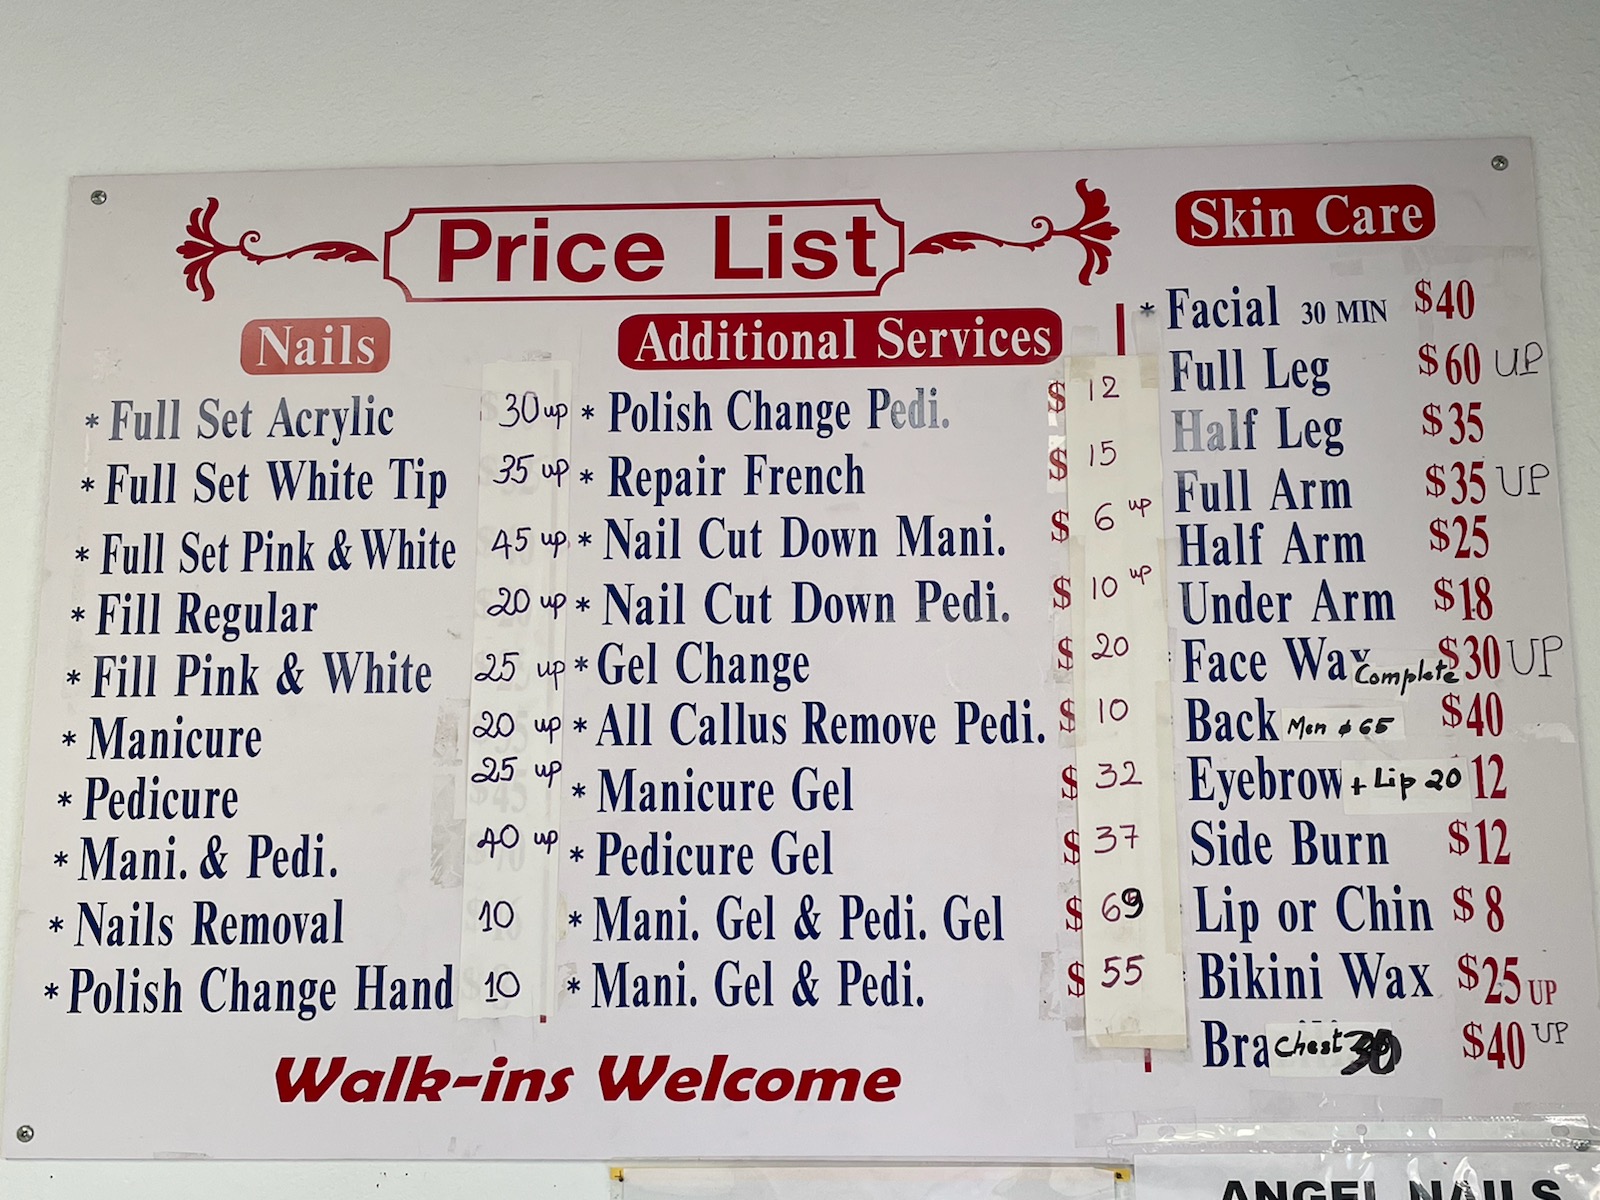 Price List
Nails
* Full Set Acrylic 30 up
* Full Set White Tip 35 up
* Full Set Pink & White 45 up
* Fill Regular 20 up
* Fill Pink & White 25 up
* Manicure 20 up
* Pedicure 25 up
* Mani. & Pedi. 40 up
* Nails Removal 10
* Polish Change Hand 10
Additional Services
* Polish Change Pedi. $ 12
* Repair French $ 15
* Nail Cut Down Mani. $ 6 up
* Nail Cut Down Pedi. $ 10 up
* Gel Change $ 20
* All Callus Remove Pedi. $ 10
* Manicure Gel $ 32
* Pedicure Gel $ 37
* Mani. Gel & Pedi. Gel $ 69
* Mani. Gel & Pedi. $ 55
Skin Care
* Facial 30 MIN $40
Full Leg $60 UP
Half Leg $35
Full Arm $35 UP
Half Arm $25
Under Arm $18
Face Wax Complete $30 UP
Back Men $65 $40
Eyebrow + Lip 20 12
Side Burn $12
Lip or Chin $8
Bikini Wax $25 UP
Bra Chest 30 $40 UP
Walk-ins Welcome
ANGEL NAILS